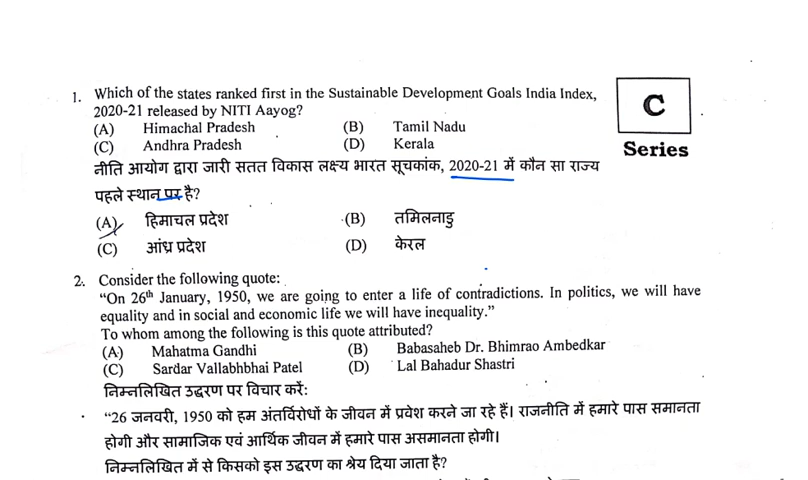 1. Which of the states ranked first in the Sustainable Development Goals India Index,
2020-21 released by NITI Aayog?
(A) Himachal Pradesh (B) Tamil Nadu
(C) Andhra Pradesh (D) Kerala
C
Series
नीति आयोग द्वारा जारी सतत विकास लक्ष्य भारत सूचकांक, 2020-21 में कौन सा राज्य
पहले स्थान पर है?
(A) हिमाचल प्रदेश (B) तमिलनाडु
(C) आंध्र प्रदेश (D) केरल
2. Consider the following quote:
“On 26th January, 1950, we are going to enter a life of contradictions. In politics, we will have
equality and in social and economic life we will have inequality.”
To whom among the following is this quote attributed?
(A) Mahatma Gandhi (B) Babasaheb Dr. Bhimrao Ambedkar
(C) Sardar Vallabhbhai Patel (D) Lal Bahadur Shastri
निम्नलिखित उद्धरण पर विचार करें:
“26 जनवरी, 1950 को हम अंतर्विरोधों के जीवन में प्रवेश करने जा रहे हैं। राजनीति में हमारे पास समानता
होगी और सामाजिक एवं आर्थिक जीवन में हमारे पास असमानता होगी।
निम्नलिखित में से किसको इस उद्धरण का श्रेय दिया जाता है?